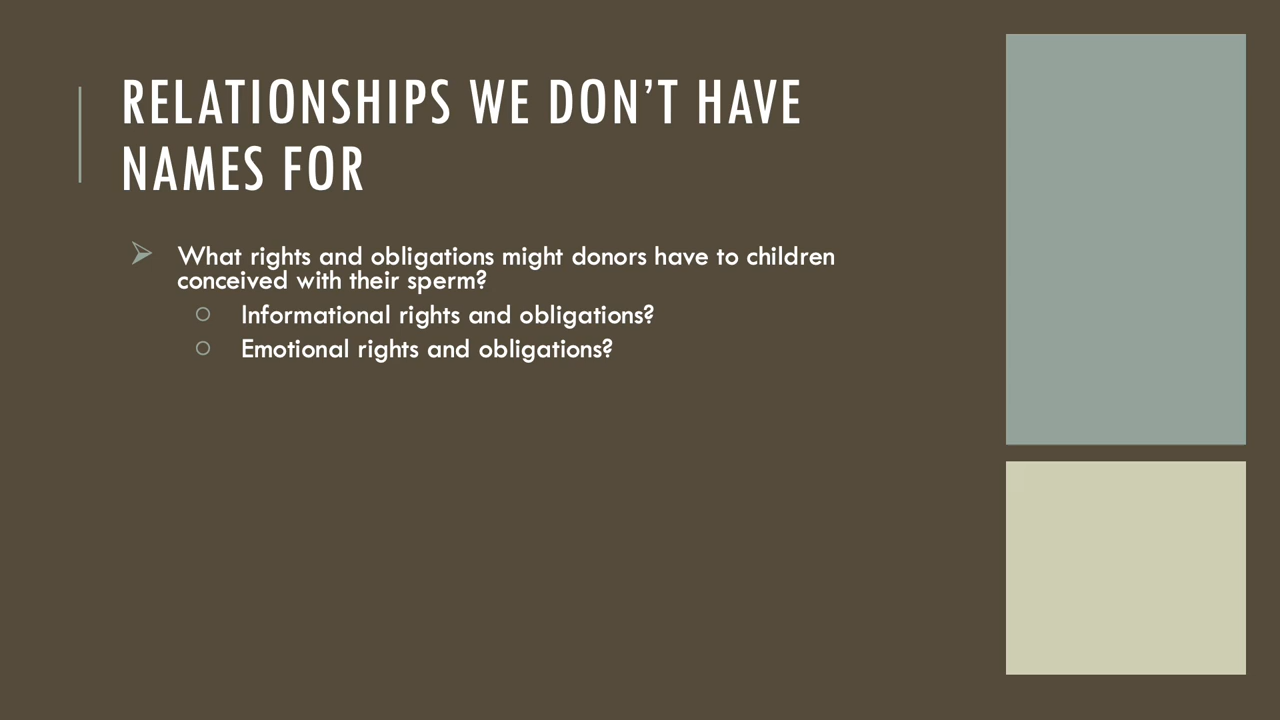 RELATIONSHIPS WE DON’T HAVE
NAMES FOR
What rights and obligations might donors have to children
conceived with their sperm?
Informational rights and obligations?
Emotional rights and obligations?